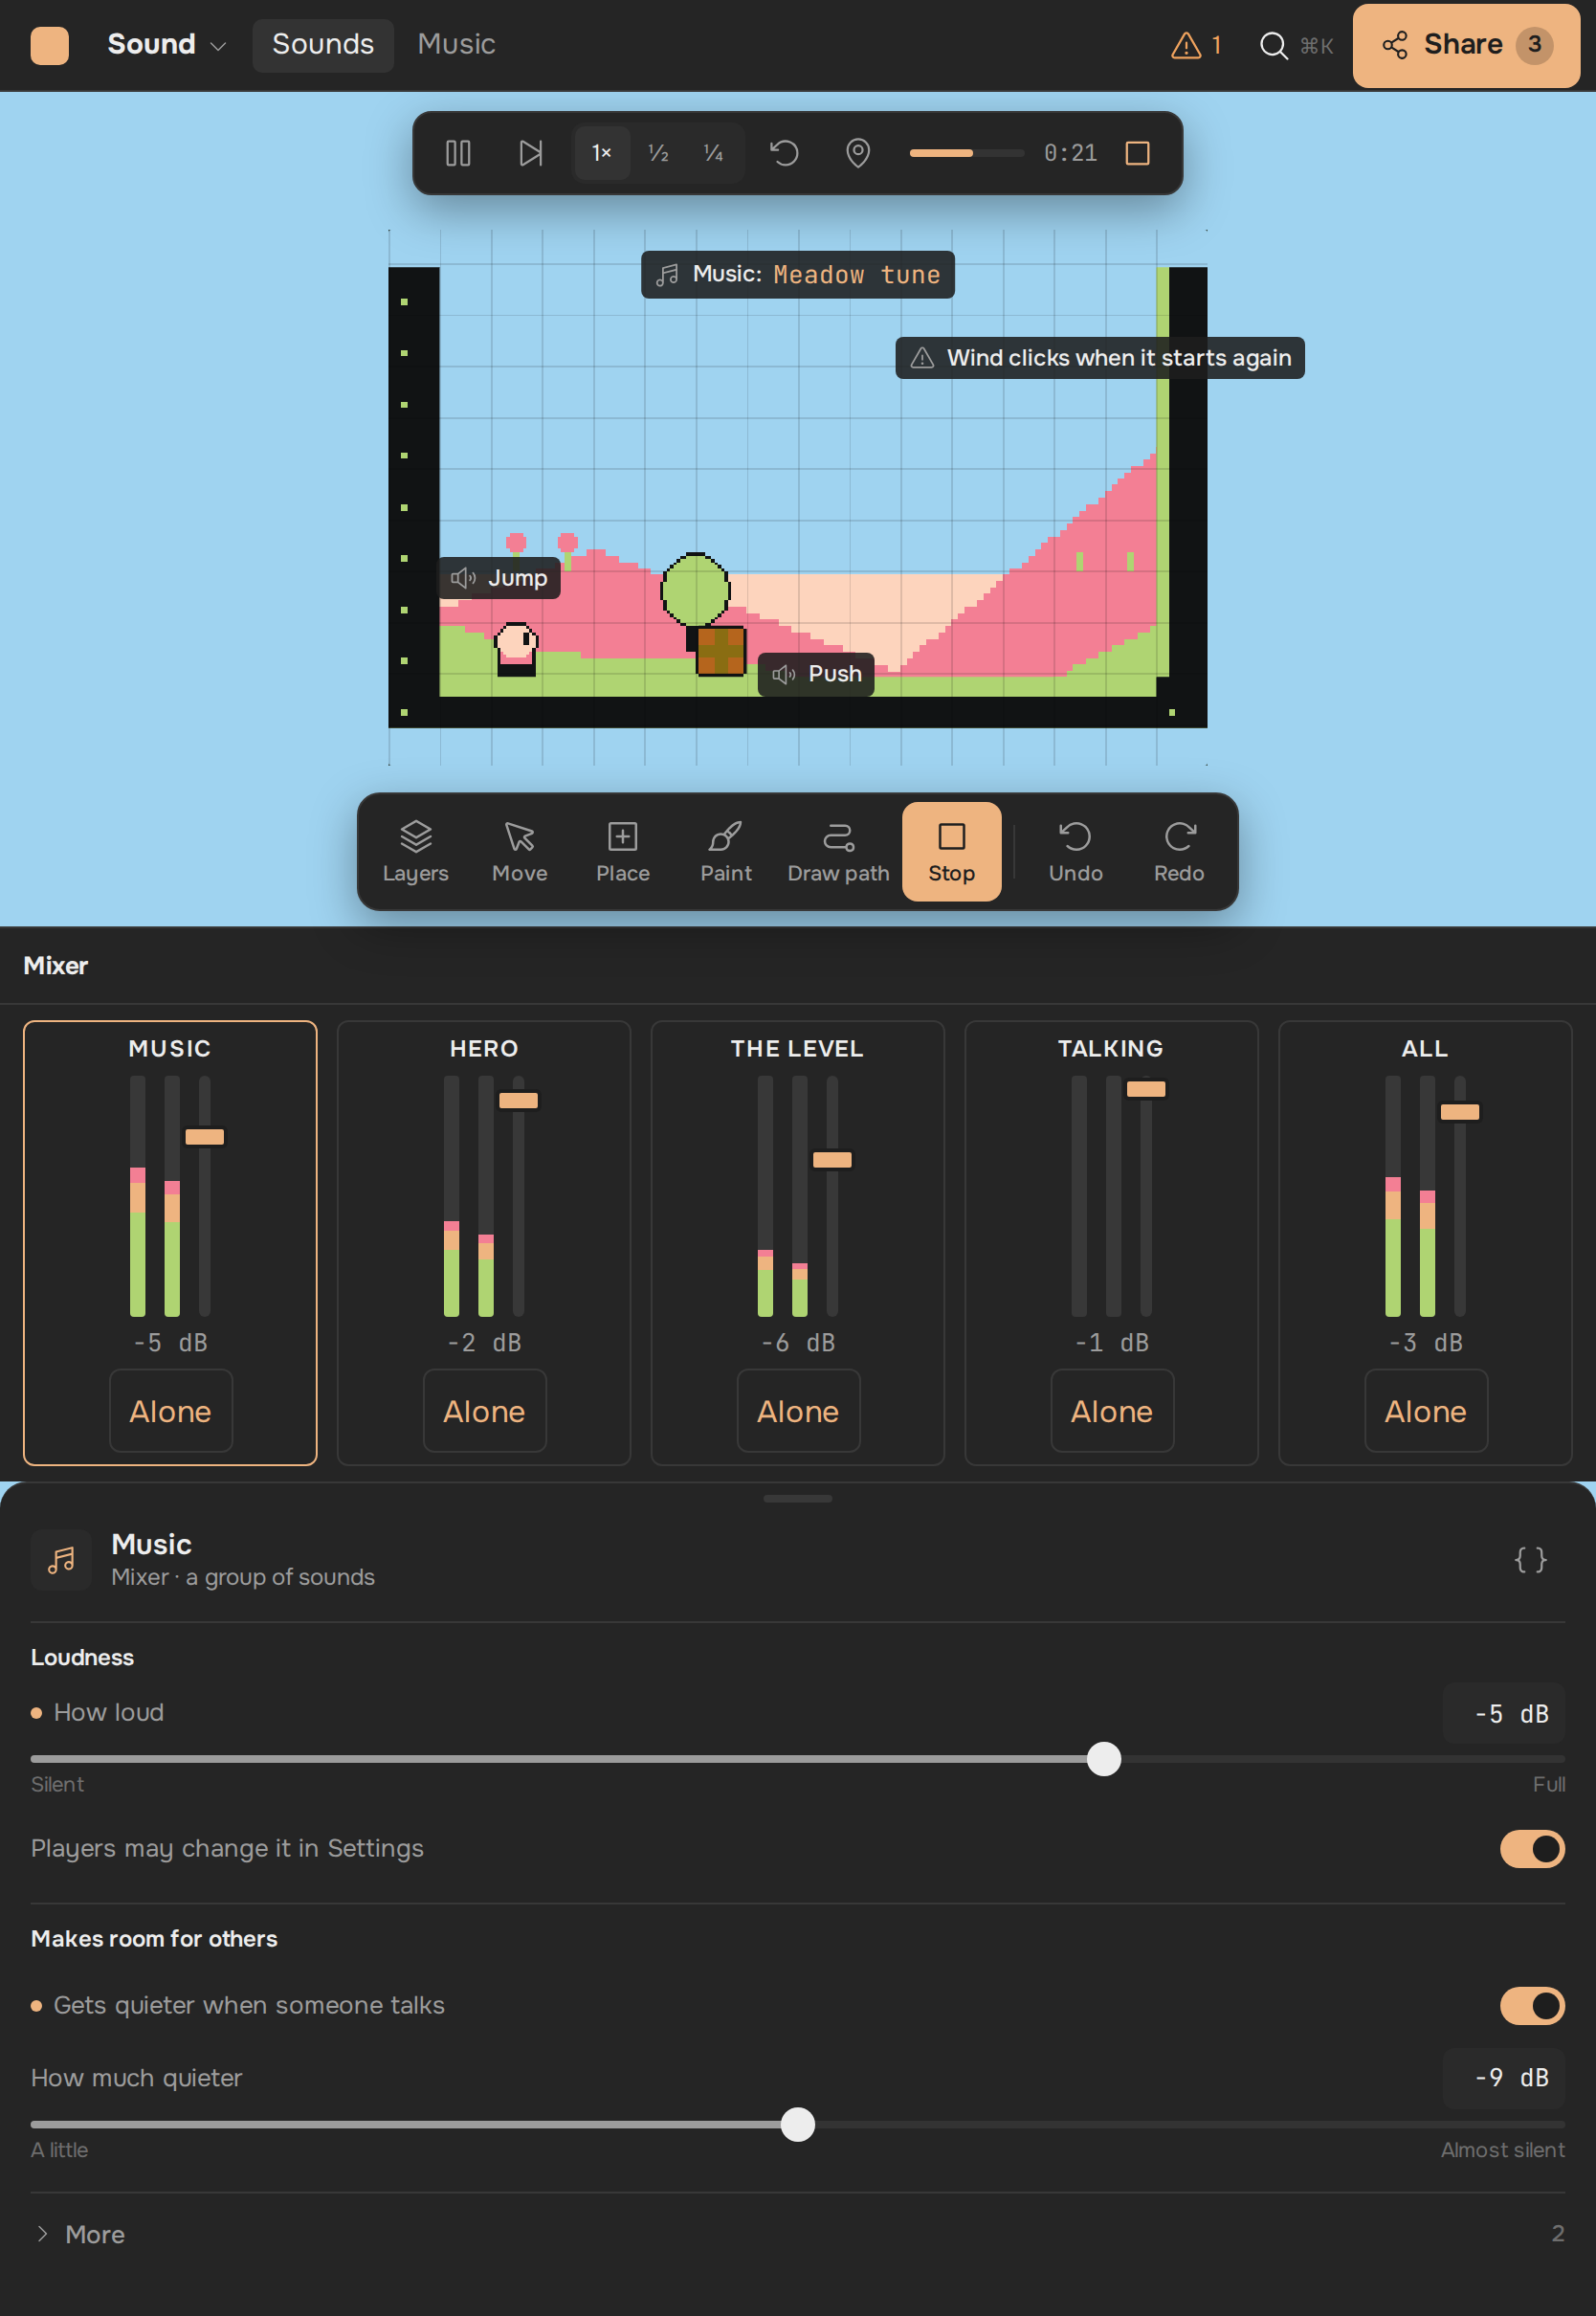 Sound Sounds Music 1 ⌘K Share 3
1× ½ ¼ 0:21
Music: Meadow tune
Wind clicks when it starts again
Jump
Push
Layers Move Place Paint Draw path Stop Undo Redo
Mixer
MUSIC HERO THE LEVEL TALKING ALL
-5 dB -2 dB -6 dB -1 dB -3 dB
Alone Alone Alone Alone Alone
Music
Mixer · a group of sounds
{ }
Loudness
How loud -5 dB
Silent Full
Players may change it in Settings
Makes room for others
Gets quieter when someone talks
How much quieter -9 dB
A little Almost silent
More 2